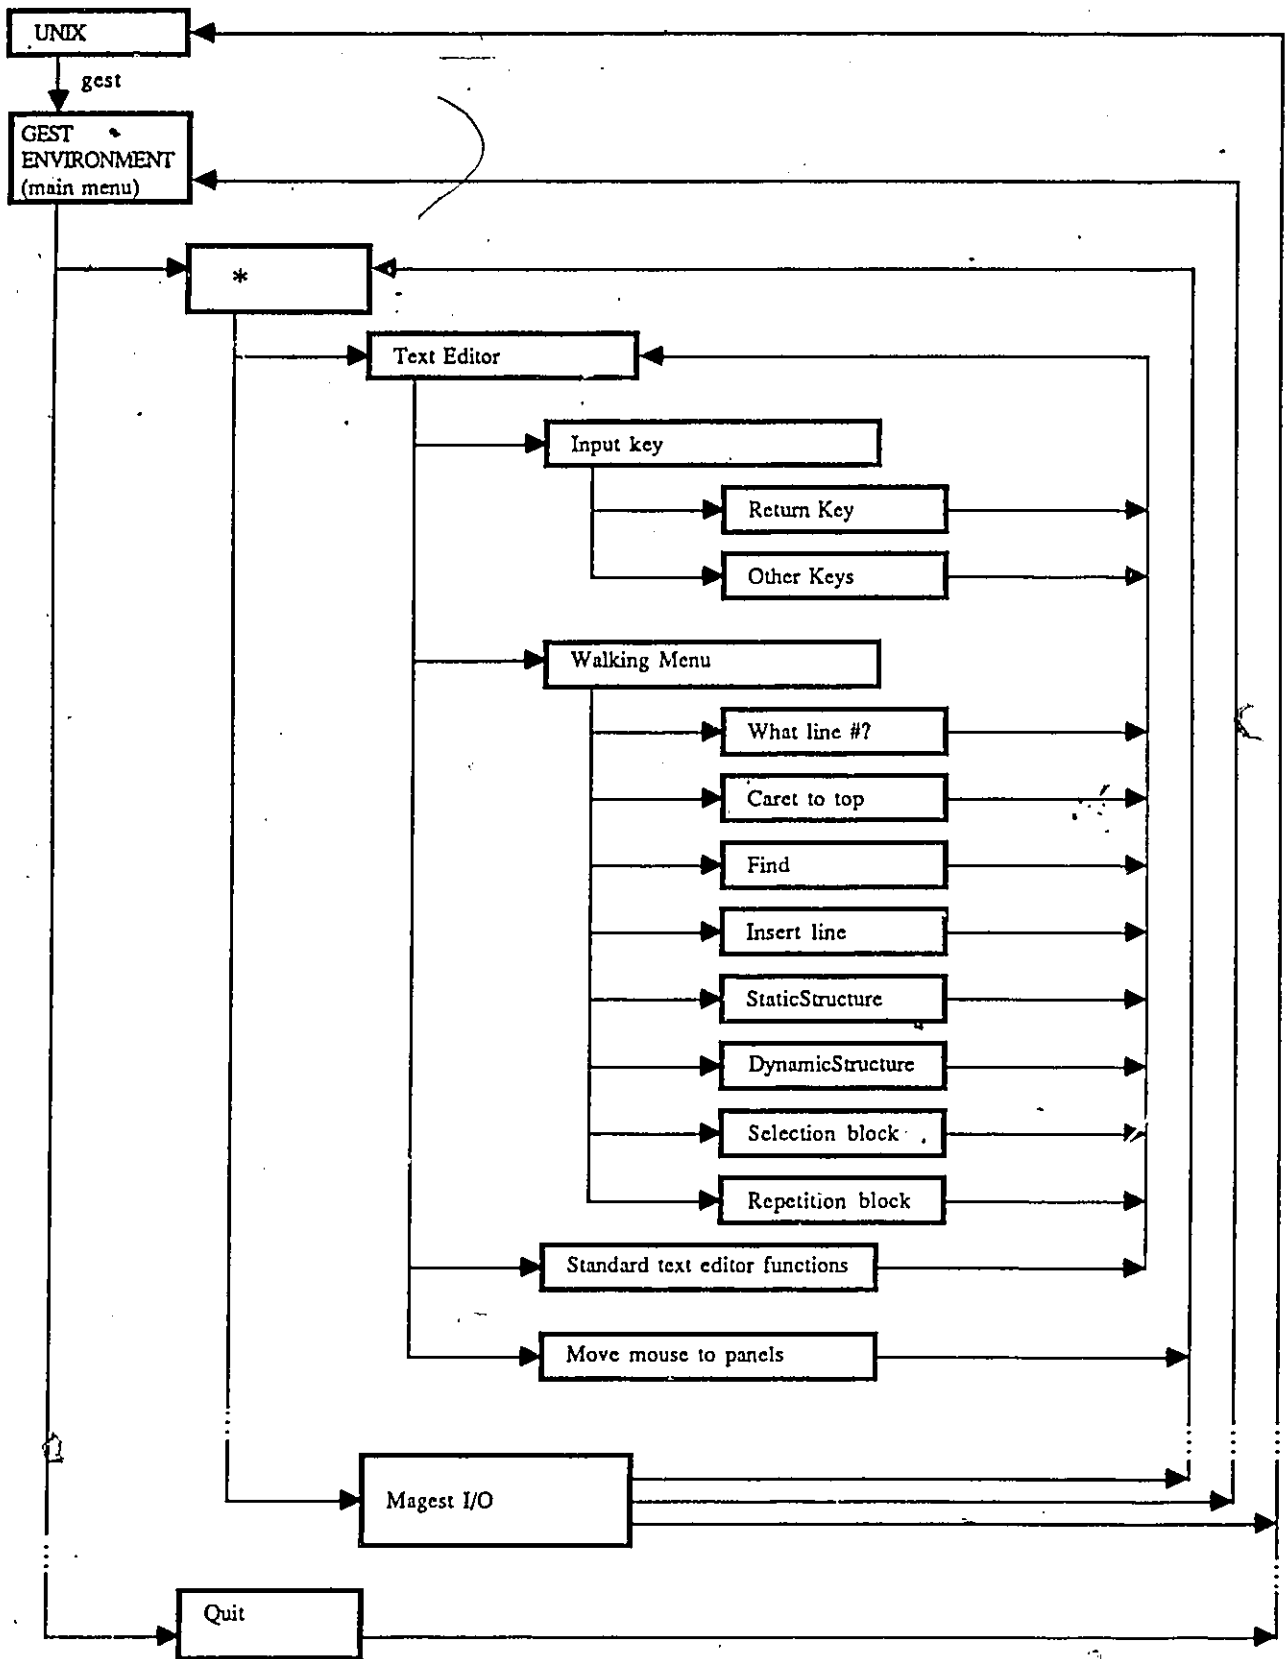 UNIX
gest
GEST
ENVIRONMENT
(main menu)
*
Text Editor
Input key
Return Key
Other Keys
Walking Menu
What line #?
Caret to top
Find
Insert line
StaticStructure
DynamicStructure
Selection block
Repetition block
Standard text editor functions
Move mouse to panels
Magest I/O
Quit